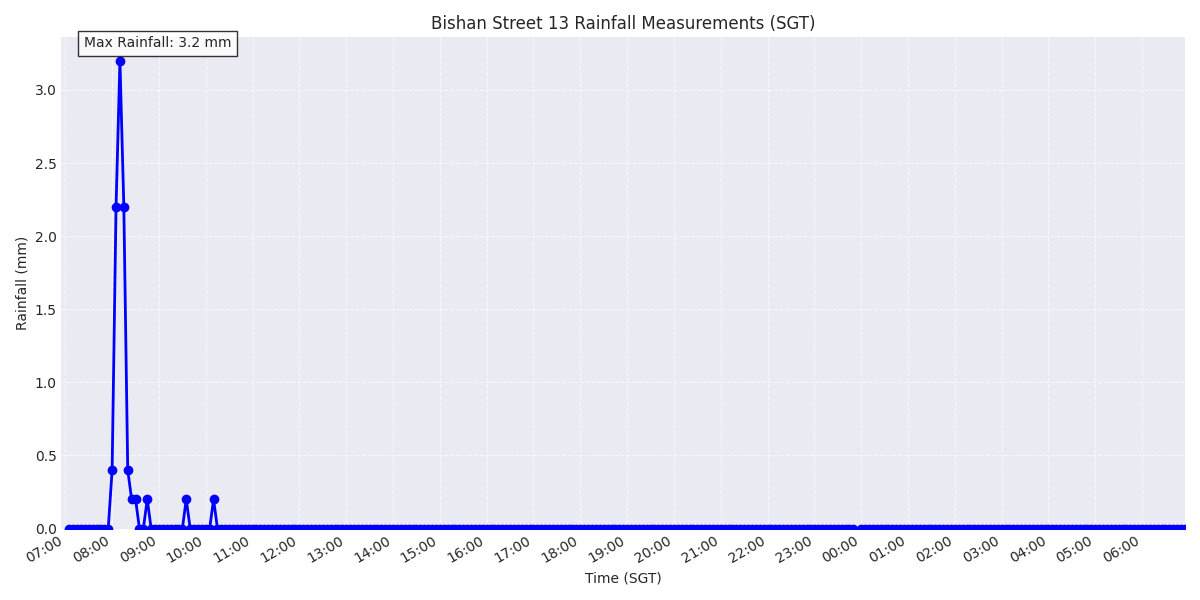 Bishan Street 13 Rainfall Measurements (SGT)
Max Rainfall: 3.2 mm
Rainfall (mm)
3.0
2.5
2.0
1.5
1.0
0.5
0.0
07:00 08:00 09:00 10:00 11:00 12:00 13:00 14:00 15:00 16:00 17:00 18:00 19:00 20:00 21:00 22:00 23:00 00:00 01:00 02:00 03:00 04:00 05:00 06:00
Time (SGT)